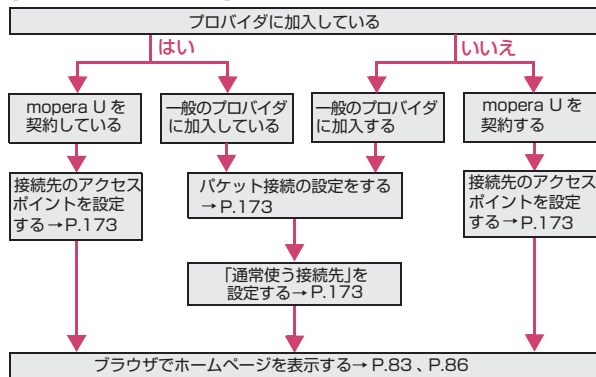 プロバイダに加入している
はい
いいえ
mopera U を
契約している
一般のプロバイダ
に加入している
一般のプロバイダ
に加入する
mopera U を
契約する
接続先のアクセス
ポイントを設定
する→P.173
パケット接続の設定をする
→P.173
接続先のアクセス
ポイントを設定
する→P.173
「通常使う接続先」を
設定する→P.173
ブラウザでホームページを表示する→P.83、P.86